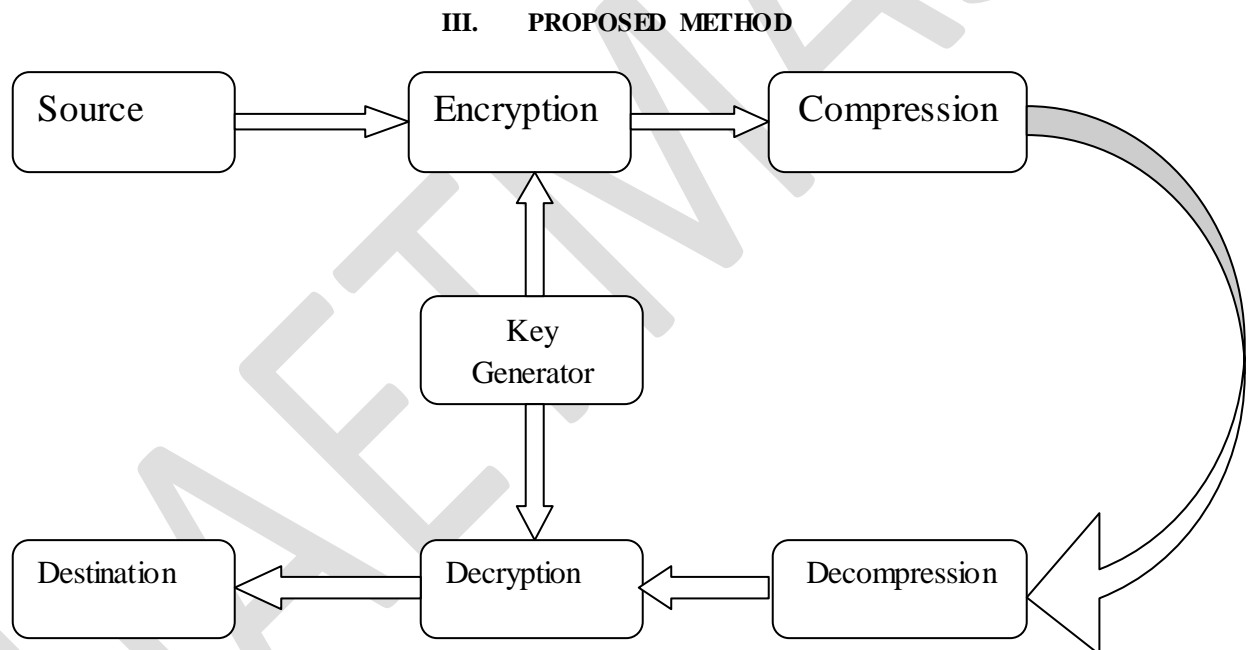 III. PROPOSED METHOD
Source
Encryption
Compression
Key
Generator
Destination
Decryption
Decompression